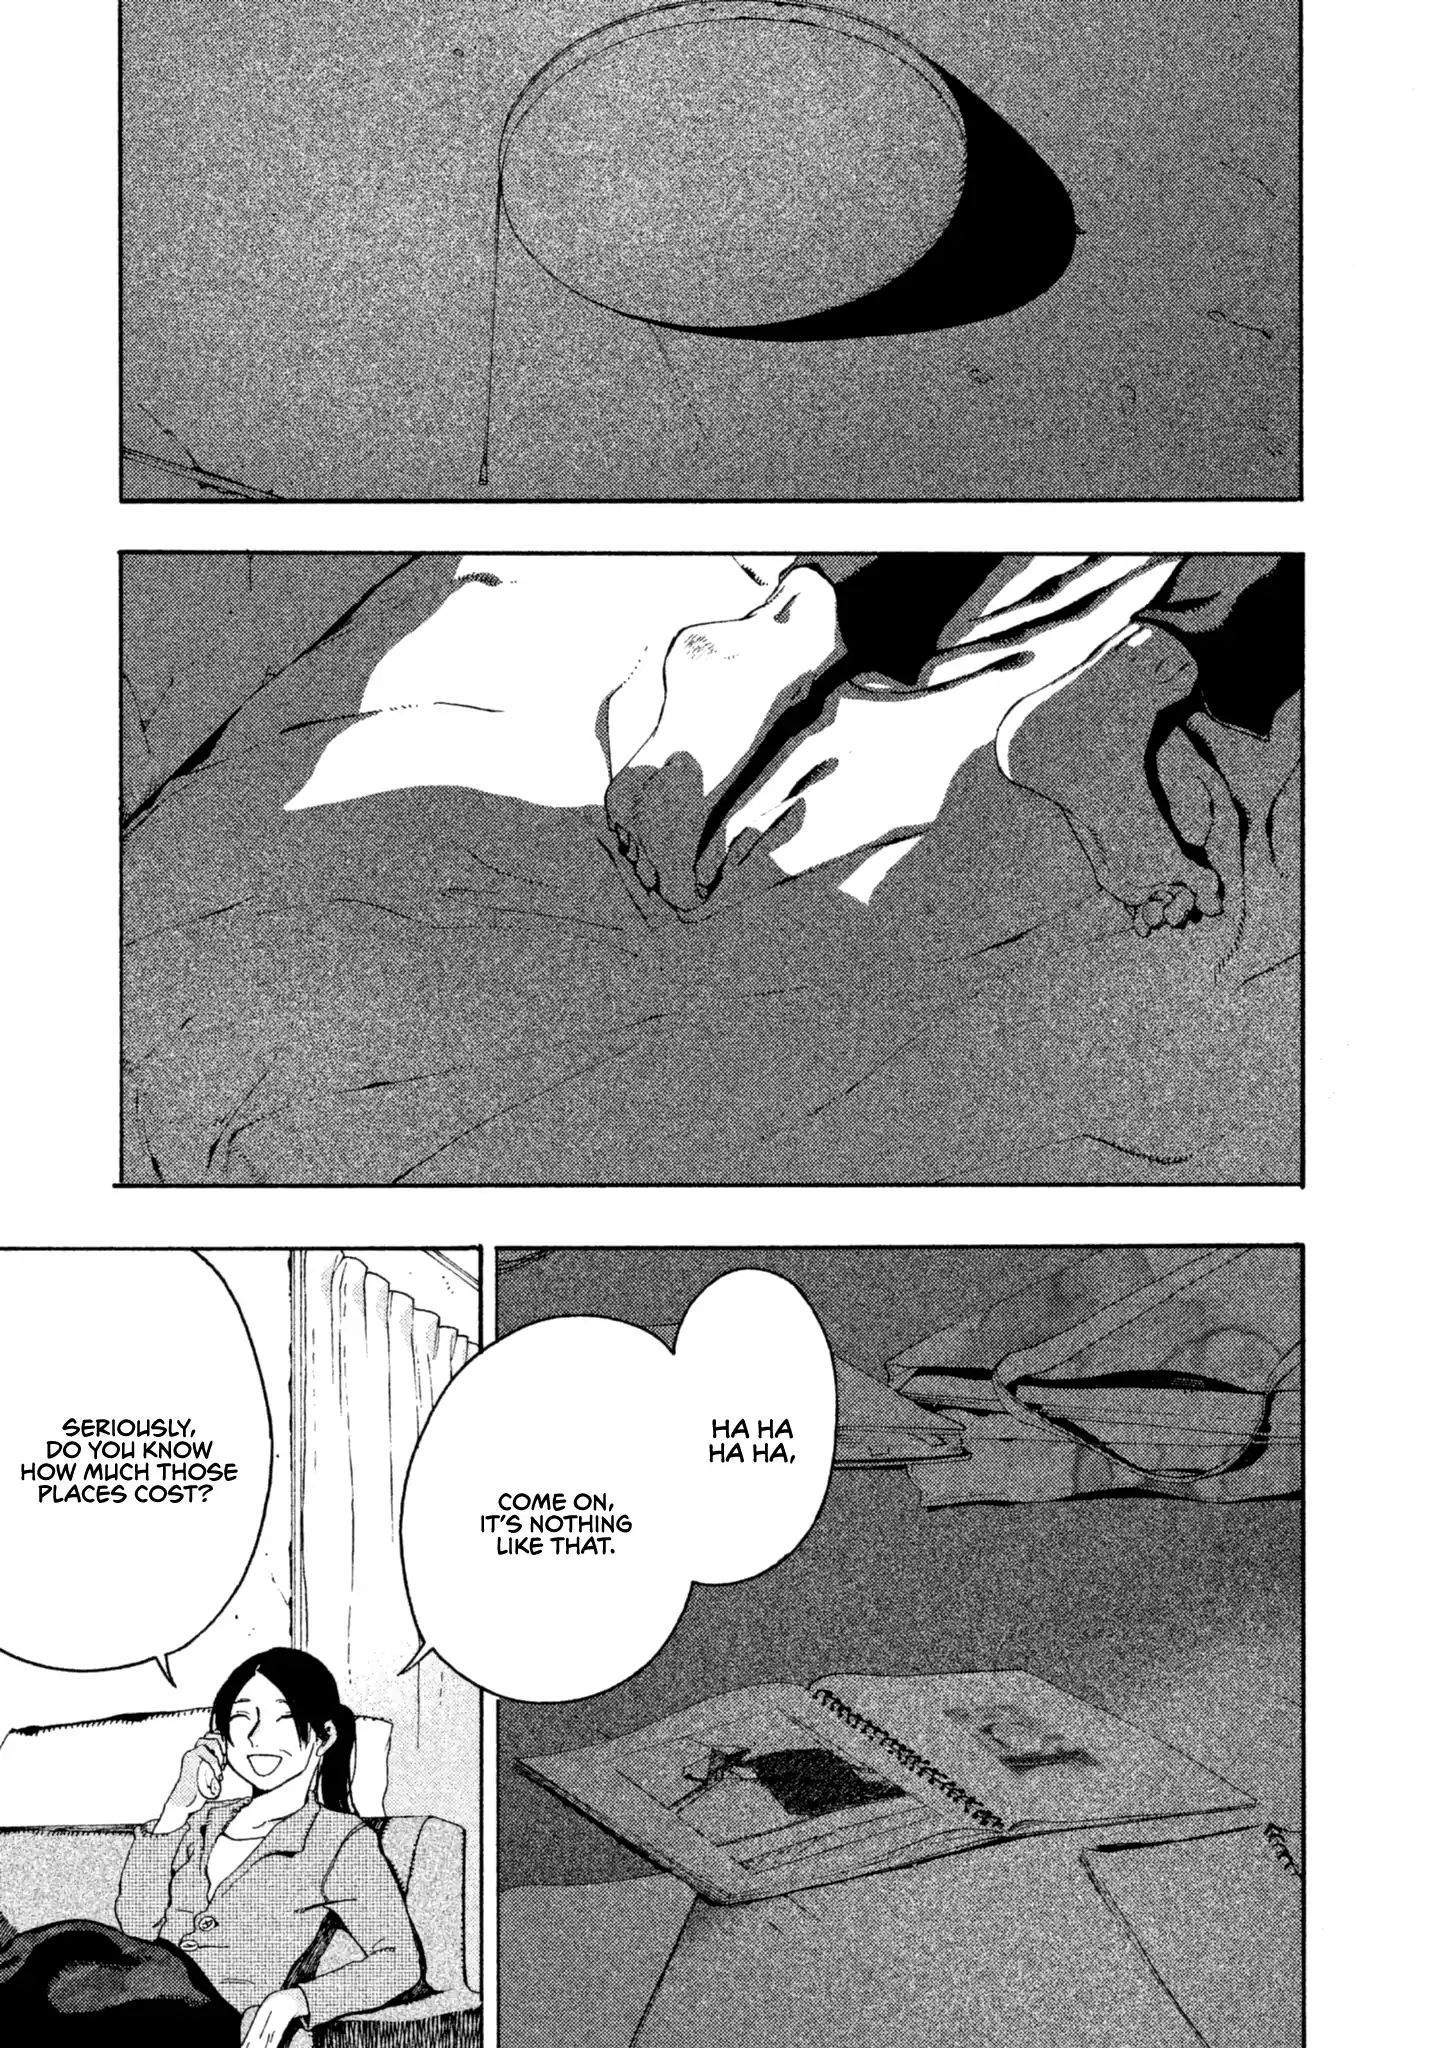 HA HA
HA HA,
COME ON,
IT'S NOTHING
LIKE THAT.
SERIOUSLY,
DO YOU KNOW
HOW MUCH THOSE
PLACES COST?